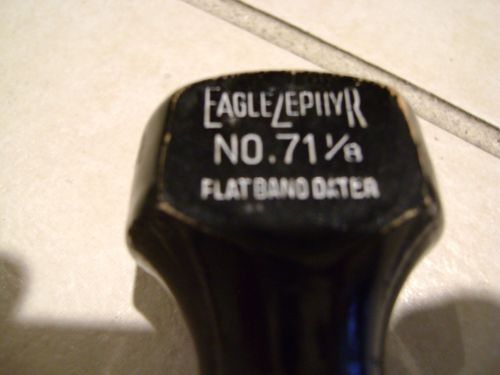 EAGLE ZEPHYR
NO. 71 1/8
FLAT BAND DATER